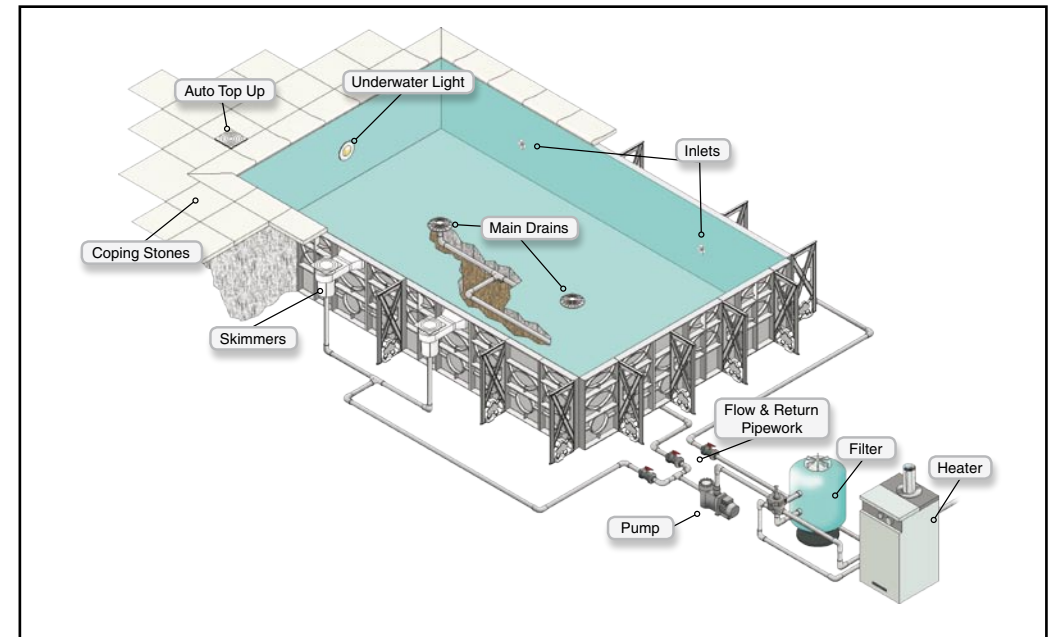 Auto Top Up
Underwater Light
Inlets
Main Drains
Coping Stones
Skimmers
Flow & Return
Pipework
Filter
Heater
Pump